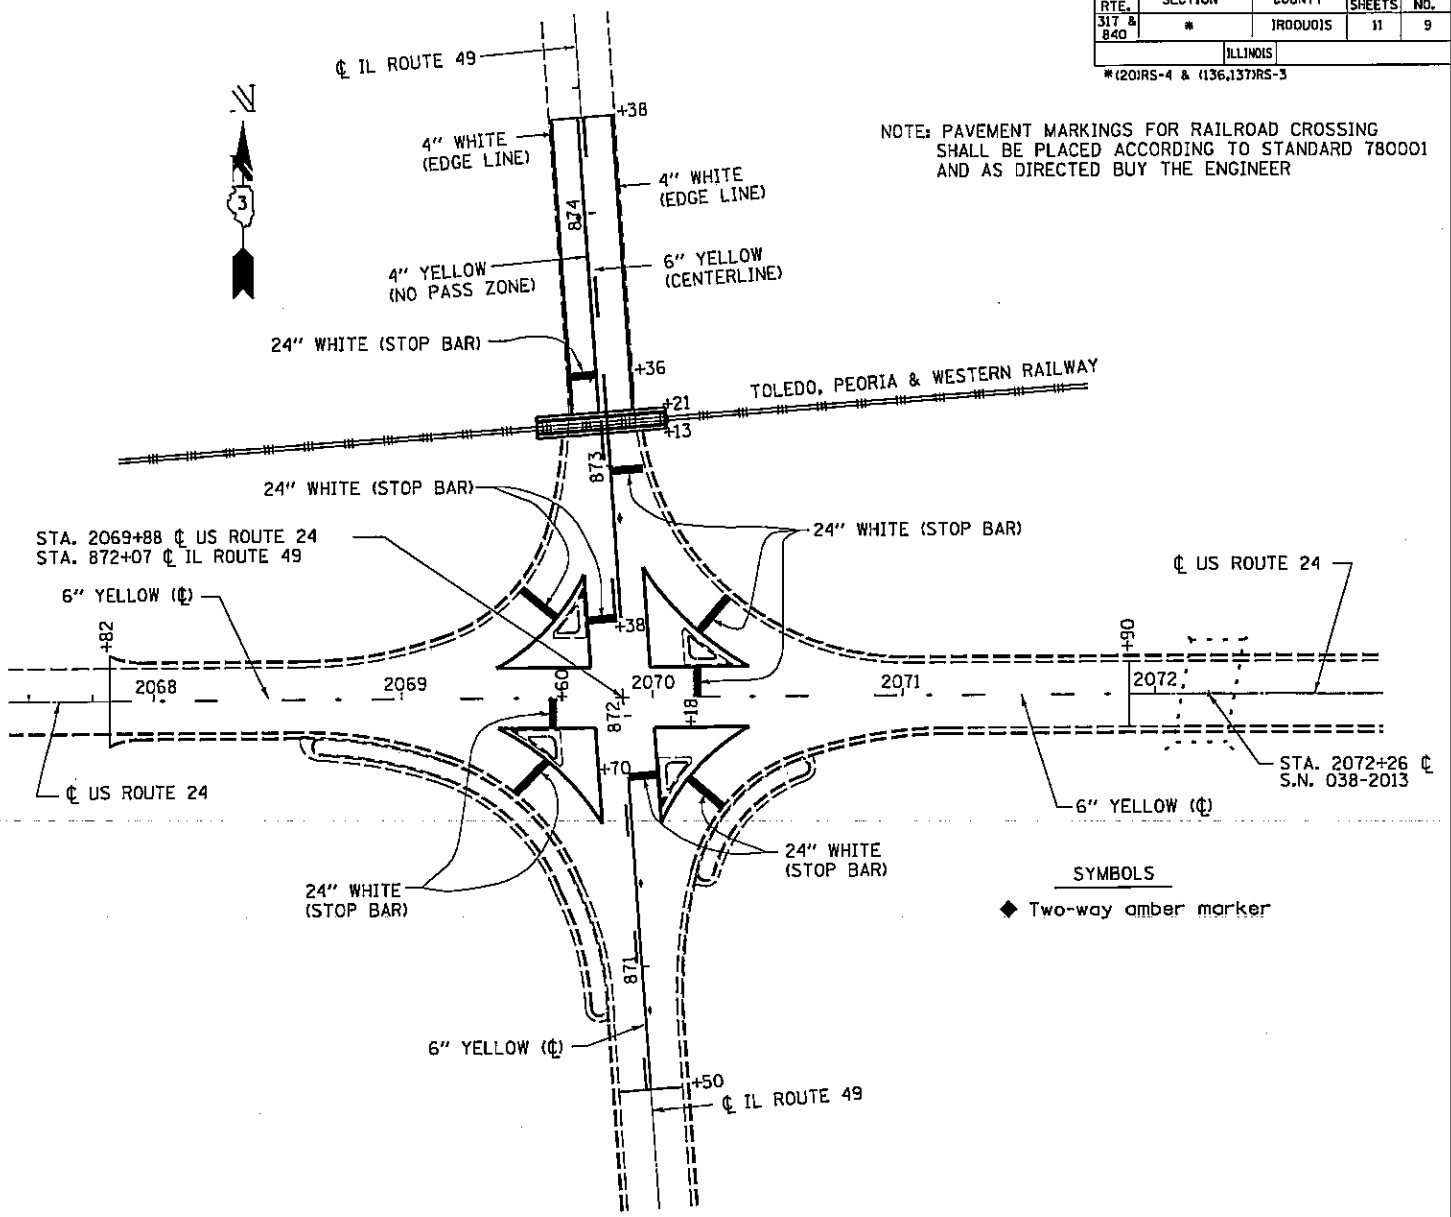 RTE. SECTION COUNTY SHEETS NO.
317 & 840 * IROQUOIS 11 9
ILLINOIS
*(20)RS-4 & (136,137)RS-3
NOTE: PAVEMENT MARKINGS FOR RAILROAD CROSSING
SHALL BE PLACED ACCORDING TO STANDARD 780001
AND AS DIRECTED BUY THE ENGINEER
℄ IL ROUTE 49
N
3
+38
4" WHITE
(EDGE LINE)
4" WHITE
(EDGE LINE)
874
4" YELLOW
(NO PASS ZONE)
6" YELLOW
(CENTERLINE)
24" WHITE (STOP BAR)
+36
TOLEDO, PEORIA & WESTERN RAILWAY
+21
+13
873
24" WHITE (STOP BAR)
24" WHITE (STOP BAR)
STA. 2069+88 ℄ US ROUTE 24
STA. 872+07 ℄ IL ROUTE 49
℄ US ROUTE 24
6" YELLOW (℄)
+82
+38
+90
2068
2069
+60
2070
2071
2072
872
+18
℄ US ROUTE 24
+70
STA. 2072+26 ℄
S.N. 038-2013
6" YELLOW (℄)
24" WHITE
(STOP BAR)
24" WHITE
(STOP BAR)
SYMBOLS
◆ Two-way amber marker
871
6" YELLOW (℄)
+50
℄ IL ROUTE 49